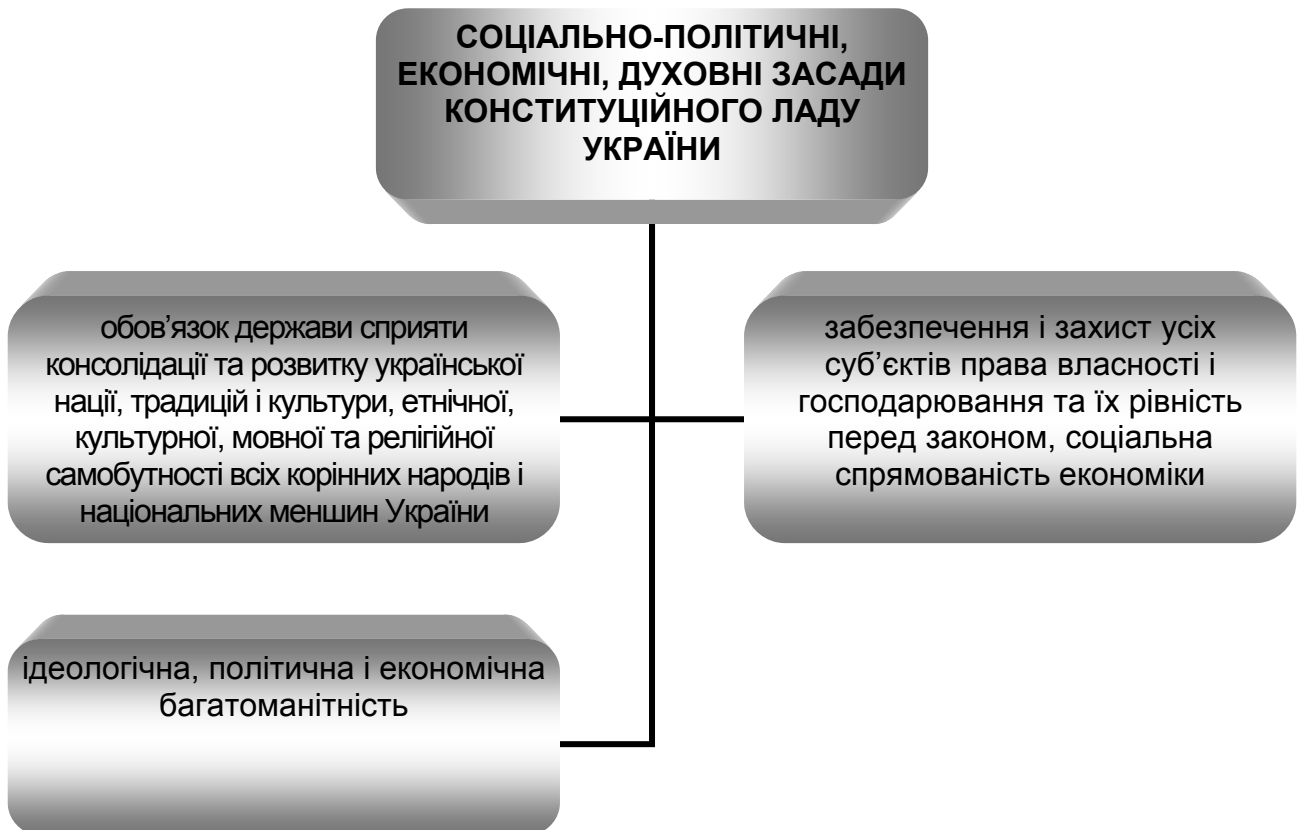 СОЦІАЛЬНО-ПОЛІТИЧНІ,
ЕКОНОМІЧНІ, ДУХОВНІ ЗАСАДИ
КОНСТИТУЦІЙНОГО ЛАДУ
УКРАЇНИ
обов’язок держави сприяти
консолідації та розвитку української
нації, традицій і культури, етнічної,
культурної, мовної та релігійної
самобутності всіх корінних народів і
національних меншин України
забезпечення і захист усіх
суб’єктів права власності і
господарювання та їх рівність
перед законом, соціальна
спрямованість економіки
ідеологічна, політична і економічна
багатоманітність